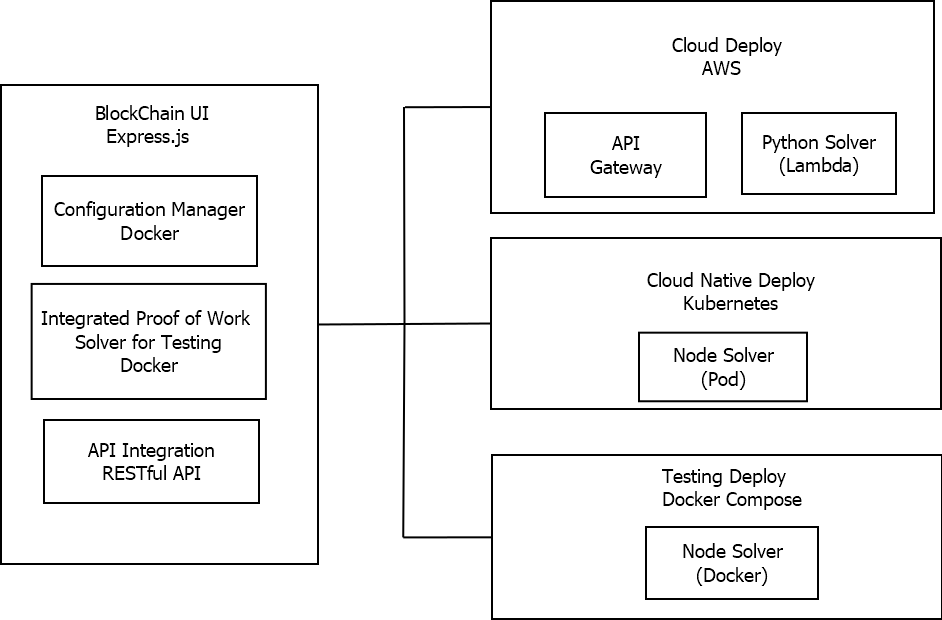 BlockChain UI
Express.js
Configuration Manager
Docker
Integrated Proof of Work
Solver for Testing
Docker
API Integration
RESTful API
Cloud Deploy
AWS
API
Gateway
Python Solver
(Lambda)
Cloud Native Deploy
Kubernetes
Node Solver
(Pod)
Testing Deploy
Docker Compose
Node Solver
(Docker)